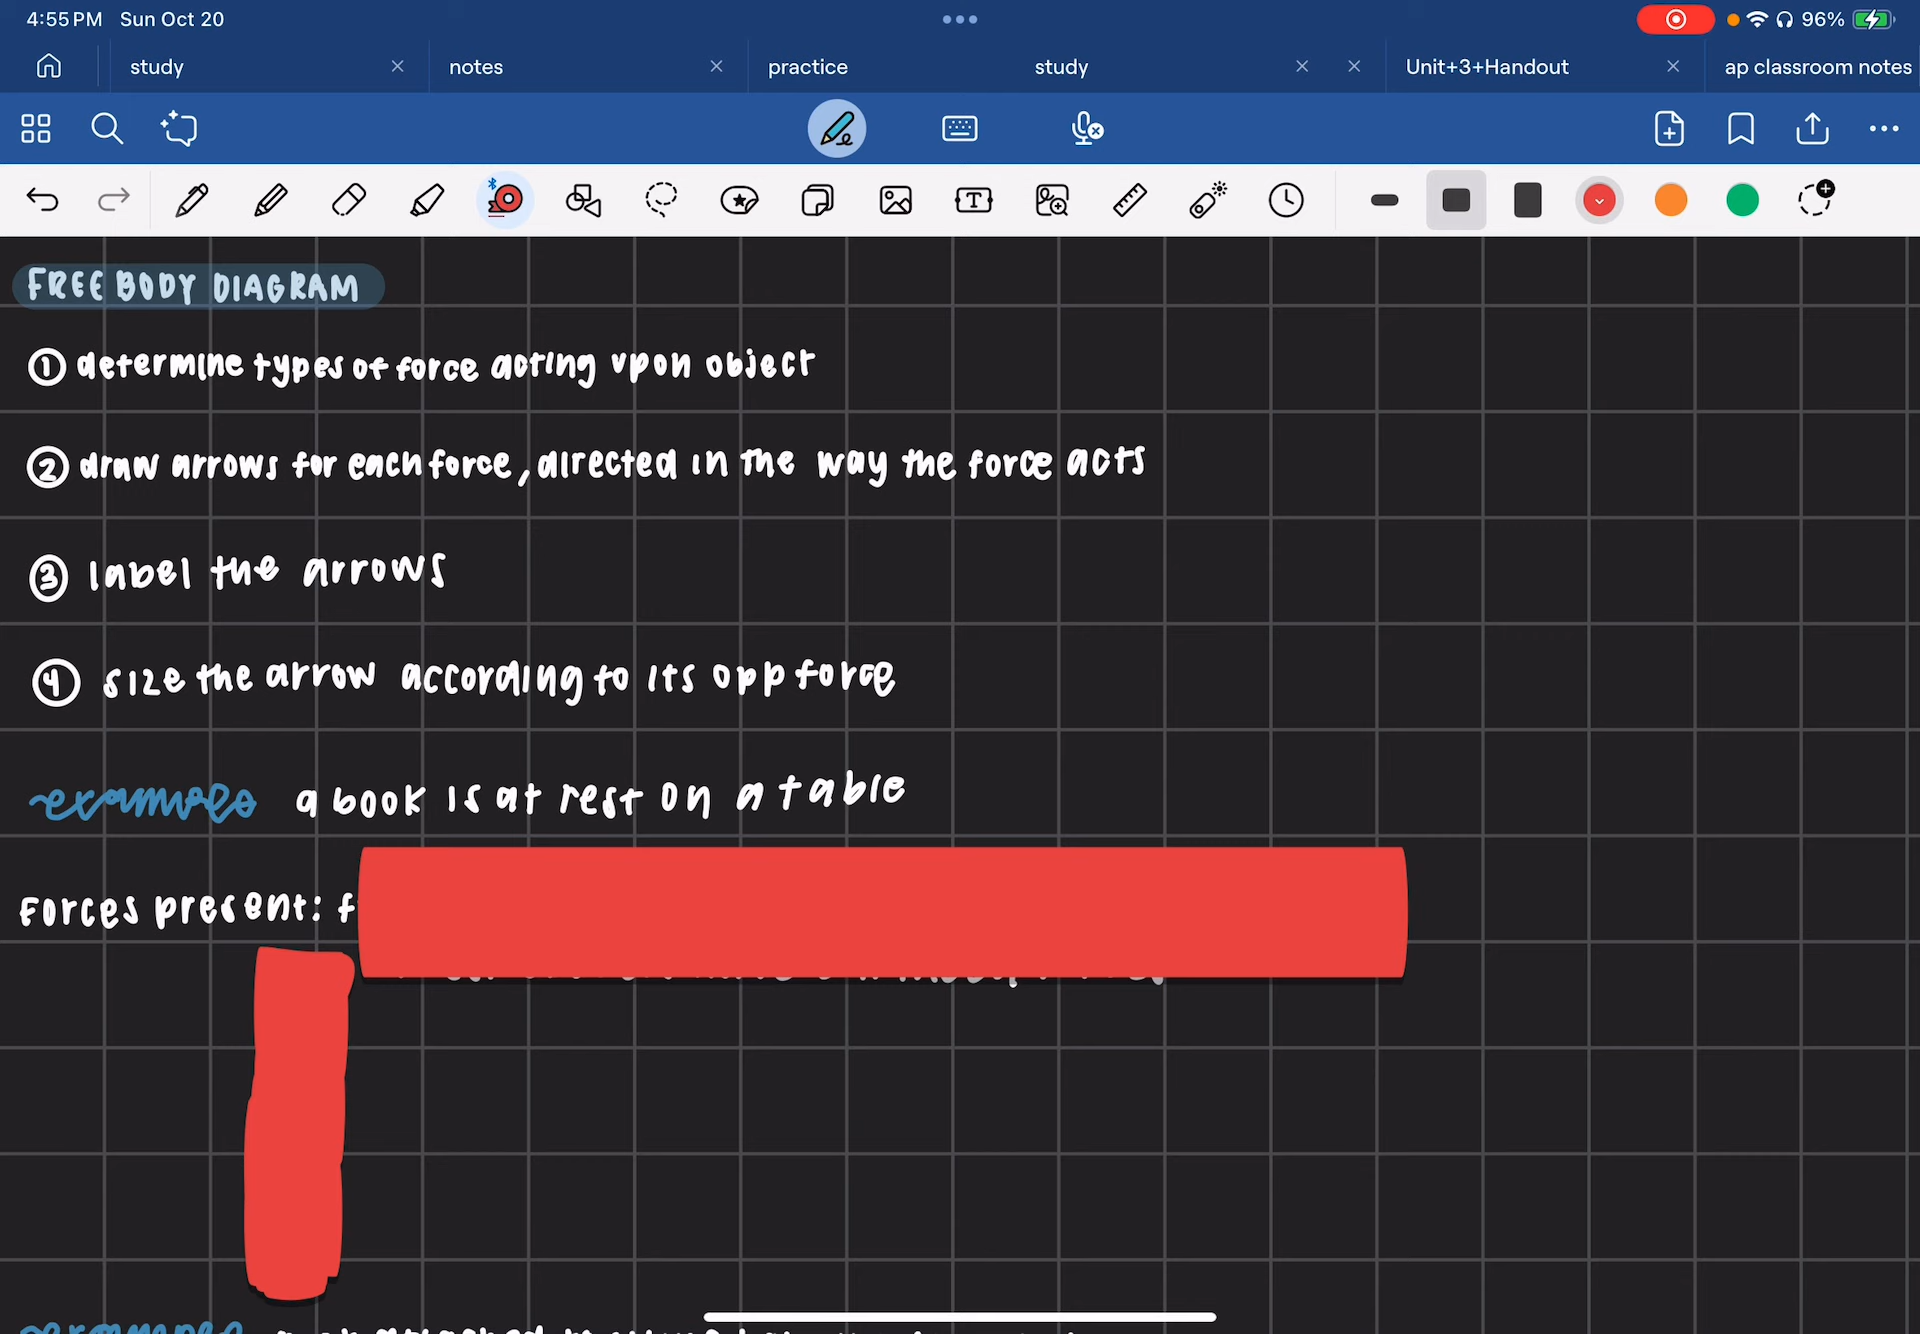 4:55 PM Sun Oct 20
96%
study
notes
practice
study
Unit+3+Handout
ap classroom notes
FREE BODY DIAGRAM
① determine types of force acting upon object
② draw arrows for each force, directed in the way the force acts
③ label the arrows
④ size the arrow according to its opp force
examples a book is at rest on a table
Forces present: